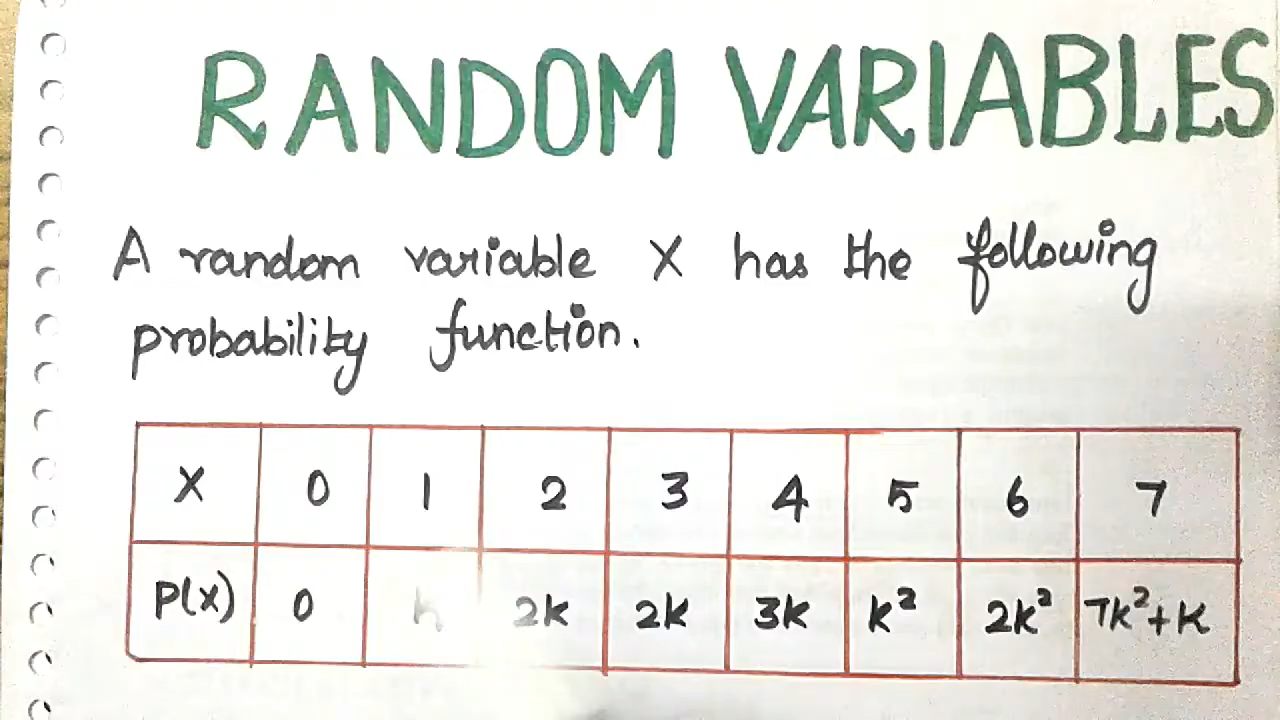 RANDOM VARIABLES
A random variable X has the following
probability function.
X 0 1 2 3 4 5 6 7
P(X) 0 2K 2K 3K K² 2K² 7K²+K